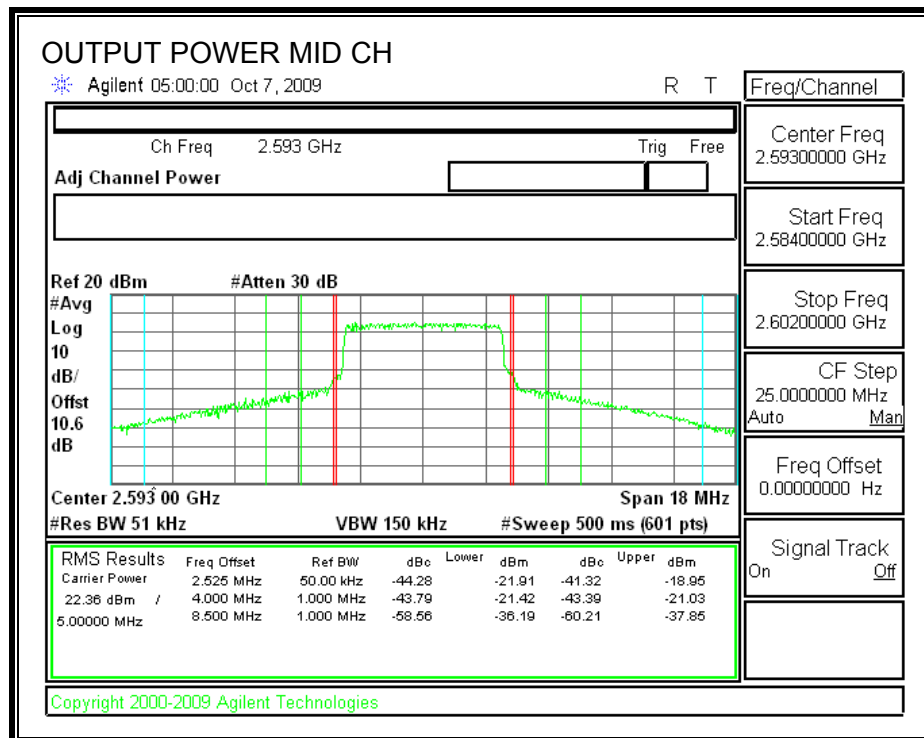 OUTPUT POWER MID CH
Agilent 05:00:00 Oct 7, 2009 R T
Freq/Channel
Ch Freq 2.593 GHz Trig Free
Adj Channel Power
Center Freq
2.59300000 GHz
Start Freq
2.58400000 GHz
Stop Freq
2.60200000 GHz
CF Step
25.0000000 MHz
Auto Man
Freq Offset
0.00000000 Hz
Signal Track
On Off
Ref 20 dBm #Atten 30 dB
#Avg
Log
10
dB/
Offst
10.6
dB
Center 2.593 00 GHz Span 18 MHz
#Res BW 51 kHz VBW 150 kHz #Sweep 500 ms (601 pts)
RMS Results Freq Offset Ref BW dBc Lower dBm dBc Upper dBm
Carrier Power 2.525 MHz 50.00 kHz -44.28 -21.91 -41.32 -18.95
22.36 dBm / 4.000 MHz 1.000 MHz -43.79 -21.42 -43.39 -21.03
5.00000 MHz 8.500 MHz 1.000 MHz -58.56 -36.19 -60.21 -37.85
Copyright 2000-2009 Agilent Technologies